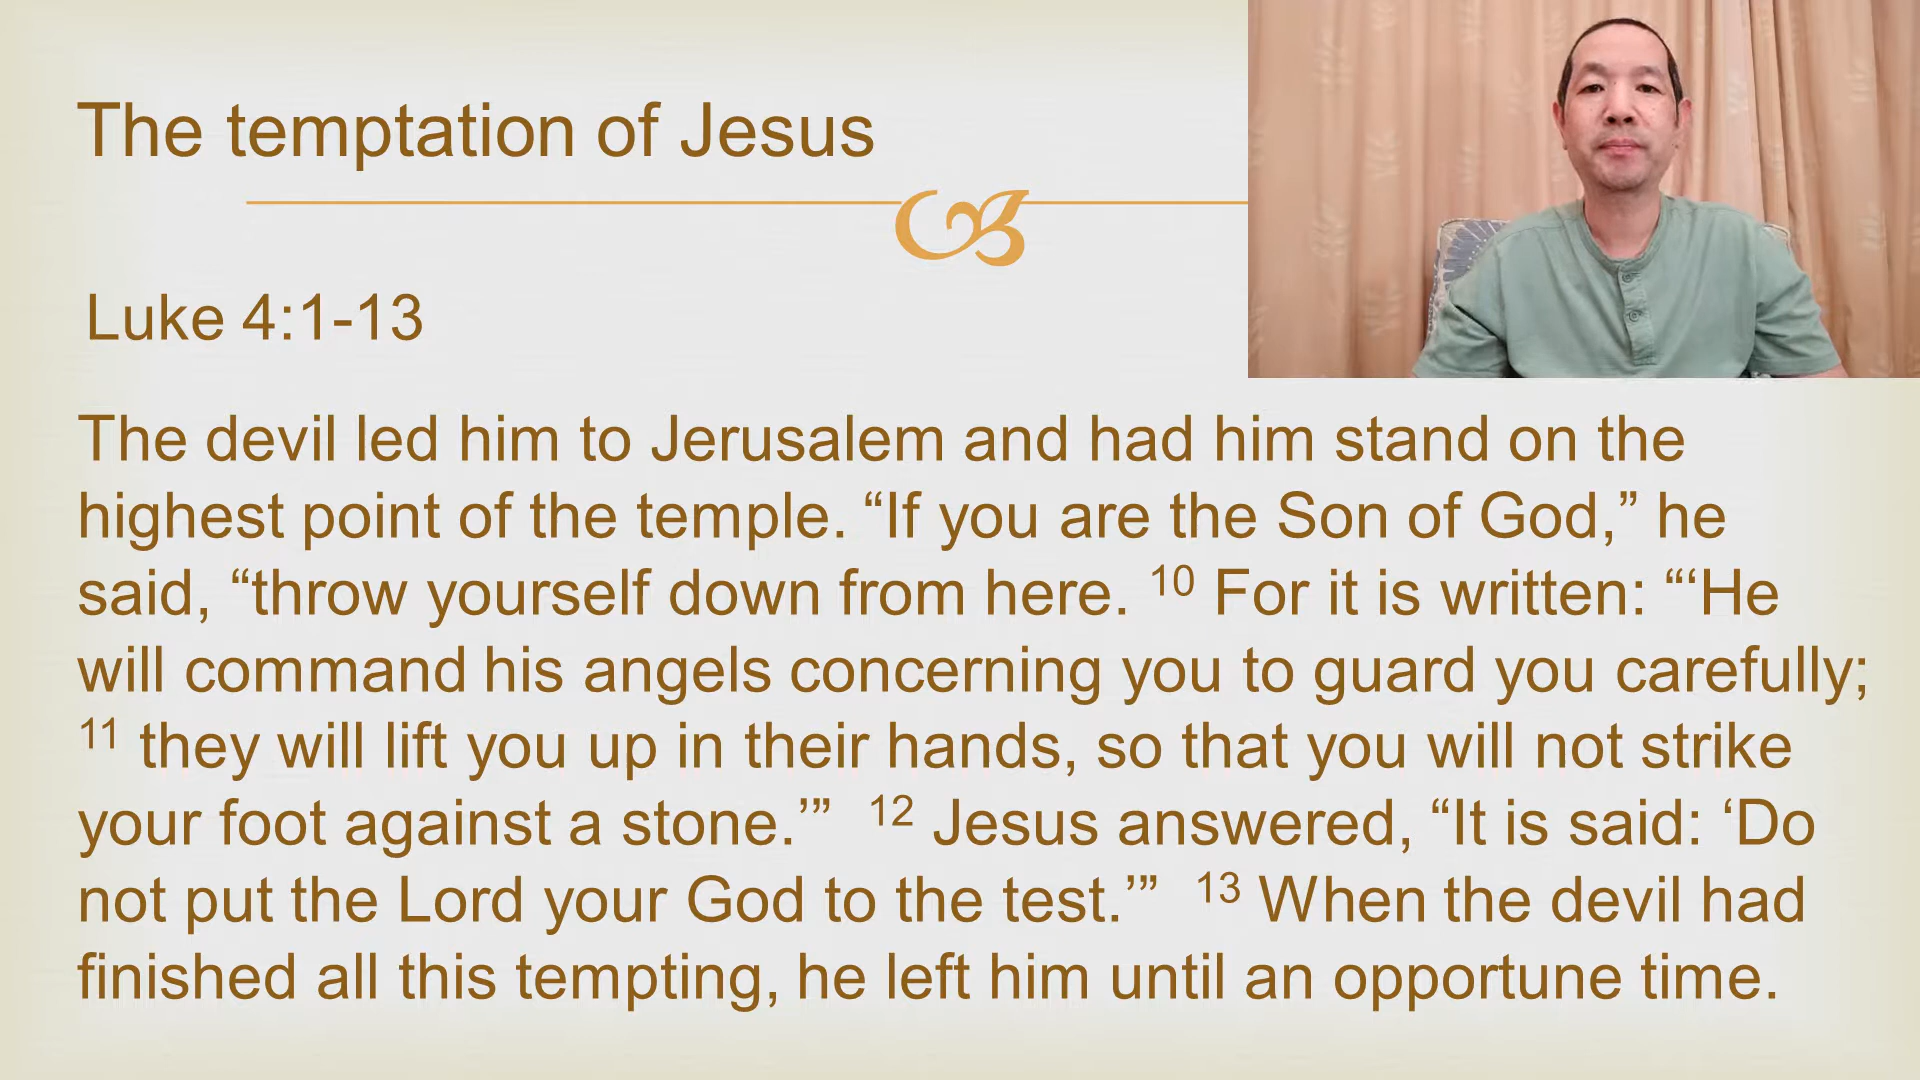 The temptation of Jesus
Luke 4:1-13
The devil led him to Jerusalem and had him stand on the
highest point of the temple. “If you are the Son of God,” he
said, “throw yourself down from here. 10 For it is written: “‘He
will command his angels concerning you to guard you carefully;
11 they will lift you up in their hands, so that you will not strike
your foot against a stone.’” 12 Jesus answered, “It is said: ‘Do
not put the Lord your God to the test.’” 13 When the devil had
finished all this tempting, he left him until an opportune time.